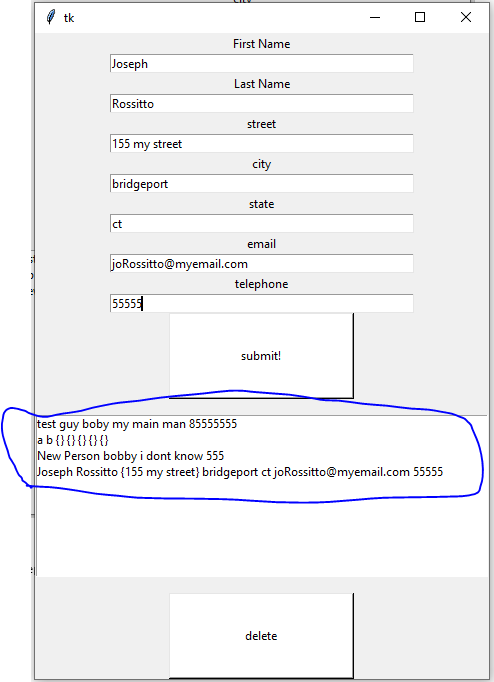 tk
First Name
Joseph
Last Name
Rossitto
street
155 my street
city
bridgeport
state
ct
email
joRossitto@myemail.com
telephone
55555
submit!
test guy boby my main man 85555555
a b {} {} {} {} {}
New Person bobby i dont know 555
Joseph Rossitto {155 my street} bridgeport ct joRossitto@myemail.com 55555
delete